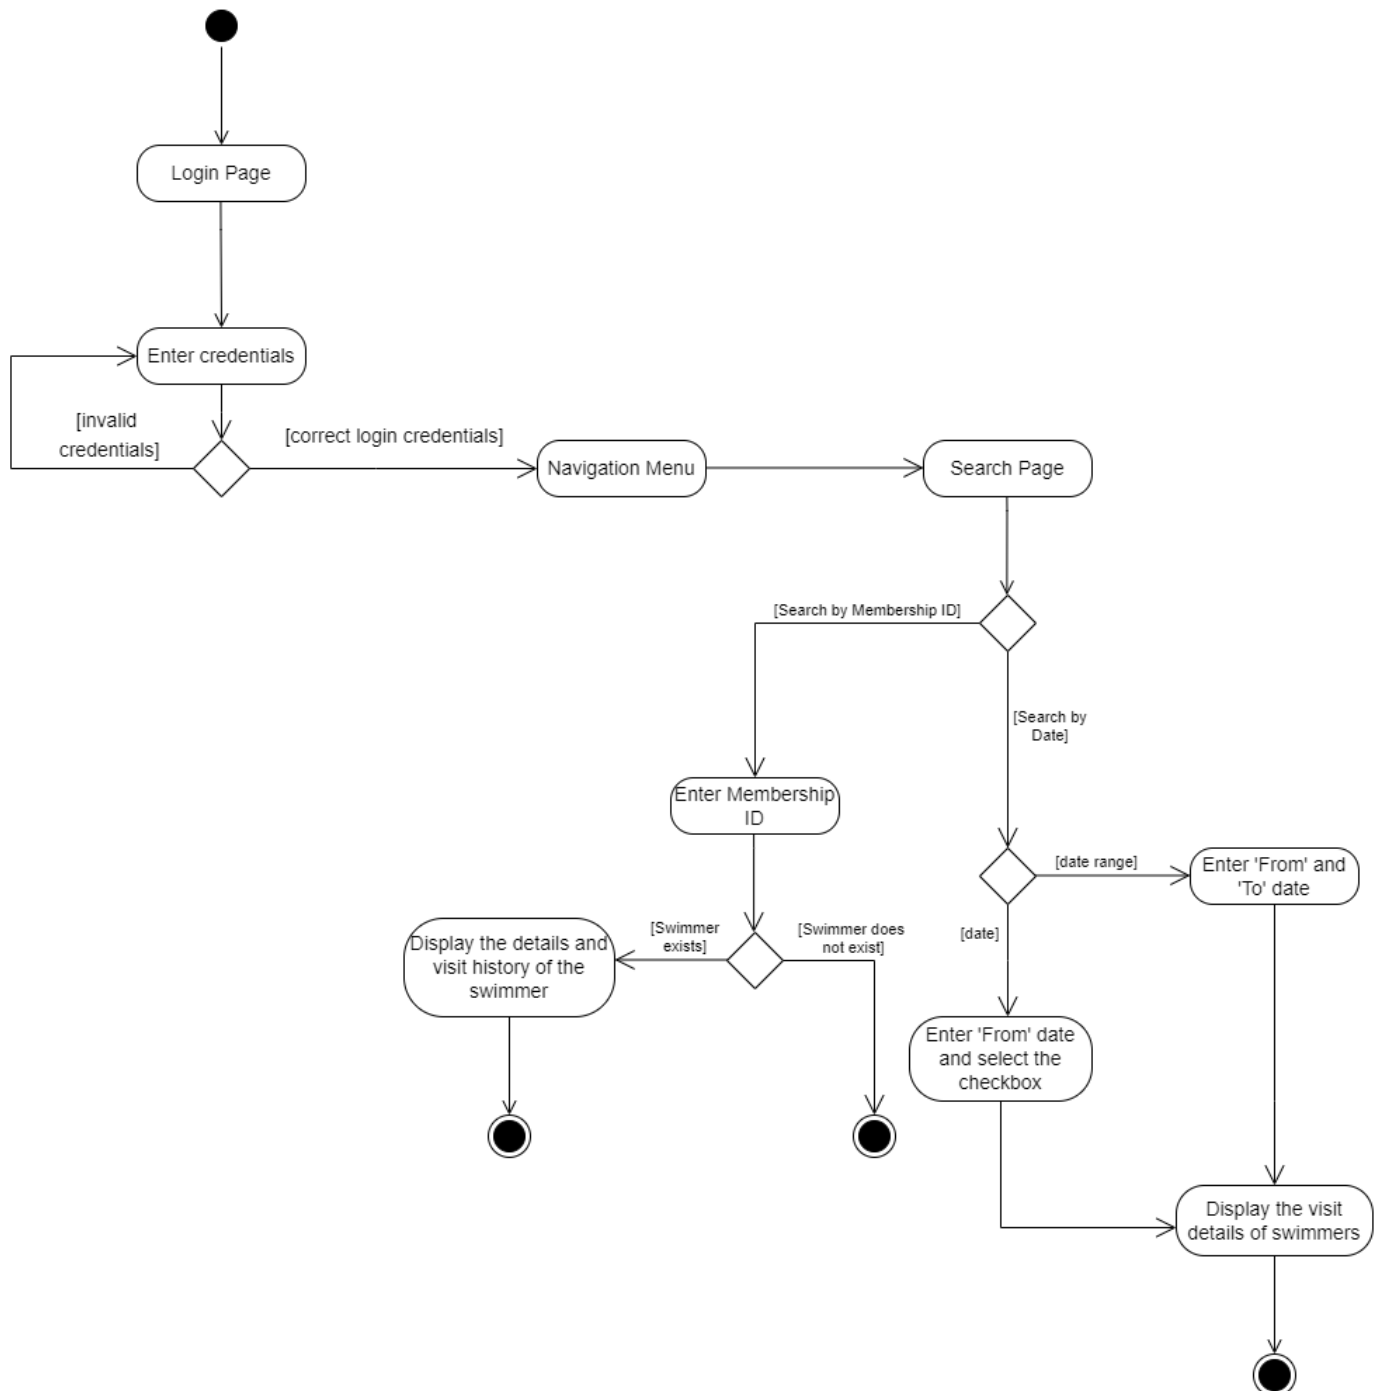 Login Page
Enter credentials
[invalid
credentials]
[correct login credentials]
Navigation Menu
Search Page
[Search by Membership ID]
[Search by
Date]
Enter Membership
ID
[date range]
Enter 'From' and
'To' date
[Swimmer
exists]
[Swimmer does
not exist]
[date]
Display the details and
visit history of the
swimmer
Enter 'From' date
and select the
checkbox
Display the visit
details of swimmers